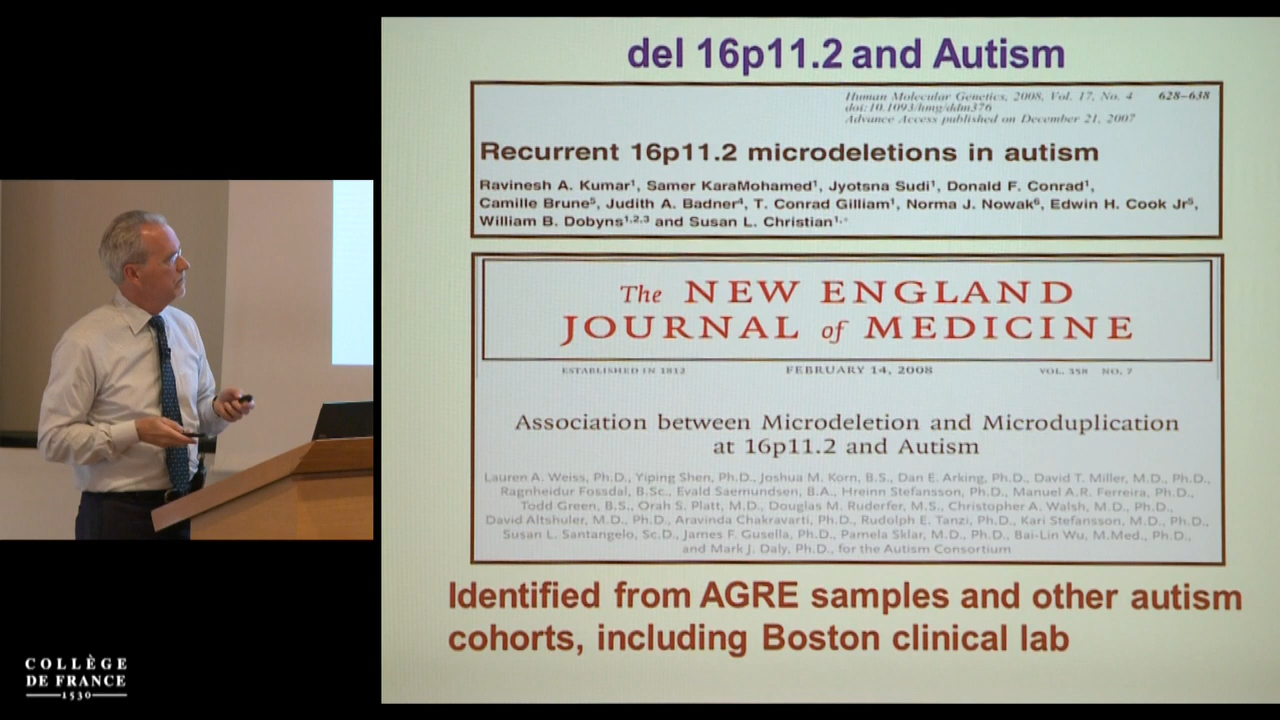 del 16p11.2 and Autism
Human Molecular Genetics, 2008, Vol. 17, No. 4 628–638
doi:10.1093/hmg/ddm376
Advance Access published on December 21, 2007
Recurrent 16p11.2 microdeletions in autism
Ravinesh A. Kumar¹, Samer KaraMohamed¹, Jyotsna Sudi¹, Donald F. Conrad¹,
Camille Brune⁵, Judith A. Badner⁴, T. Conrad Gilliam¹, Norma J. Nowak⁶, Edwin H. Cook Jr⁵,
William B. Dobyns¹,²,³ and Susan L. Christian¹,*
The NEW ENGLAND
JOURNAL of MEDICINE
ESTABLISHED IN 1812 FEBRUARY 14, 2008 VOL. 358 NO. 7
Association between Microdeletion and Microduplication
at 16p11.2 and Autism
Lauren A. Weiss, Ph.D., Yiping Shen, Ph.D., Joshua M. Korn, B.S., Dan E. Arking, Ph.D., David T. Miller, M.D., Ph.D.,
Ragnheidur Fossdal, B.Sc., Evald Saemundsen, B.A., Hreinn Stefansson, Ph.D., Manuel A.R. Ferreira, Ph.D.,
Todd Green, B.S., Orah S. Platt, M.D., Douglas M. Ruderfer, M.S., Christopher A. Walsh, M.D., Ph.D.,
David Altshuler, M.D., Ph.D., Aravinda Chakravarti, Ph.D., Rudolph E. Tanzi, Ph.D., Kari Stefansson, M.D., Ph.D.,
Susan L. Santangelo, Sc.D., James F. Gusella, Ph.D., Pamela Sklar, M.D., Ph.D., Bai-Lin Wu, M.Med., Ph.D.,
and Mark J. Daly, Ph.D., for the Autism Consortium
Identified from AGRE samples and other autism
cohorts, including Boston clinical lab
COLLÈGE
DE FRANCE
1530